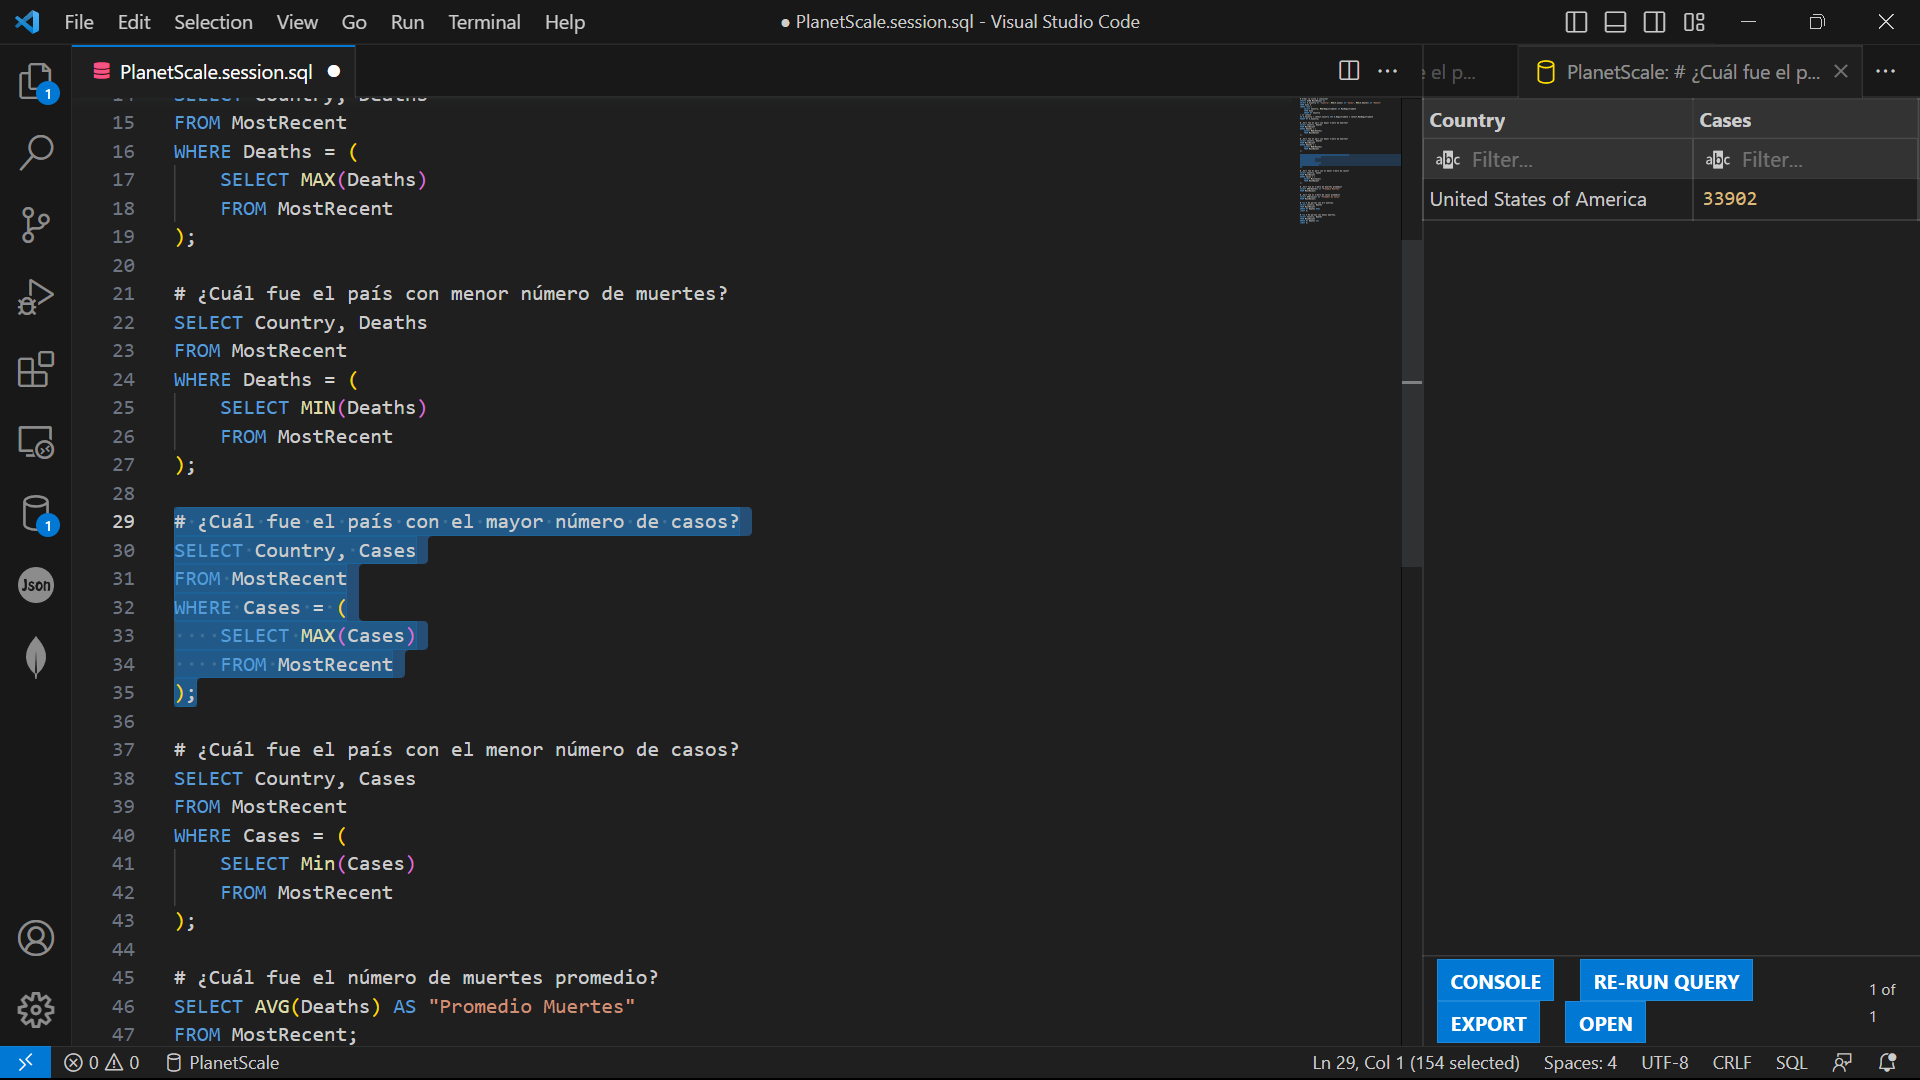 File Edit Selection View Go Run Terminal Help
● PlanetScale.session.sql - Visual Studio Code
PlanetScale.session.sql
15 FROM MostRecent
16 WHERE Deaths = (
17 SELECT MAX(Deaths)
18 FROM MostRecent
19 );
20
21 # ¿Cuál fue el país con menor número de muertes?
22 SELECT Country, Deaths
23 FROM MostRecent
24 WHERE Deaths = (
25 SELECT MIN(Deaths)
26 FROM MostRecent
27 );
28
29 # ¿Cuál fue el país con el mayor número de casos?
30 SELECT Country, Cases
31 FROM MostRecent
32 WHERE Cases = (
33 SELECT MAX(Cases)
34 FROM MostRecent
35 );
36
37 # ¿Cuál fue el país con el menor número de casos?
38 SELECT Country, Cases
39 FROM MostRecent
40 WHERE Cases = (
41 SELECT Min(Cases)
42 FROM MostRecent
43 );
44
45 # ¿Cuál fue el número de muertes promedio?
46 SELECT AVG(Deaths) AS "Promedio Muertes"
47 FROM MostRecent;
1
1
Json
e el p...
PlanetScale: # ¿Cuál fue el p...
Country Cases
abc Filter... abc Filter...
United States of America 33902
CONSOLE RE-RUN QUERY
EXPORT OPEN
1 of
1
0 0 PlanetScale
Ln 29, Col 1 (154 selected) Spaces: 4 UTF-8 CRLF SQL